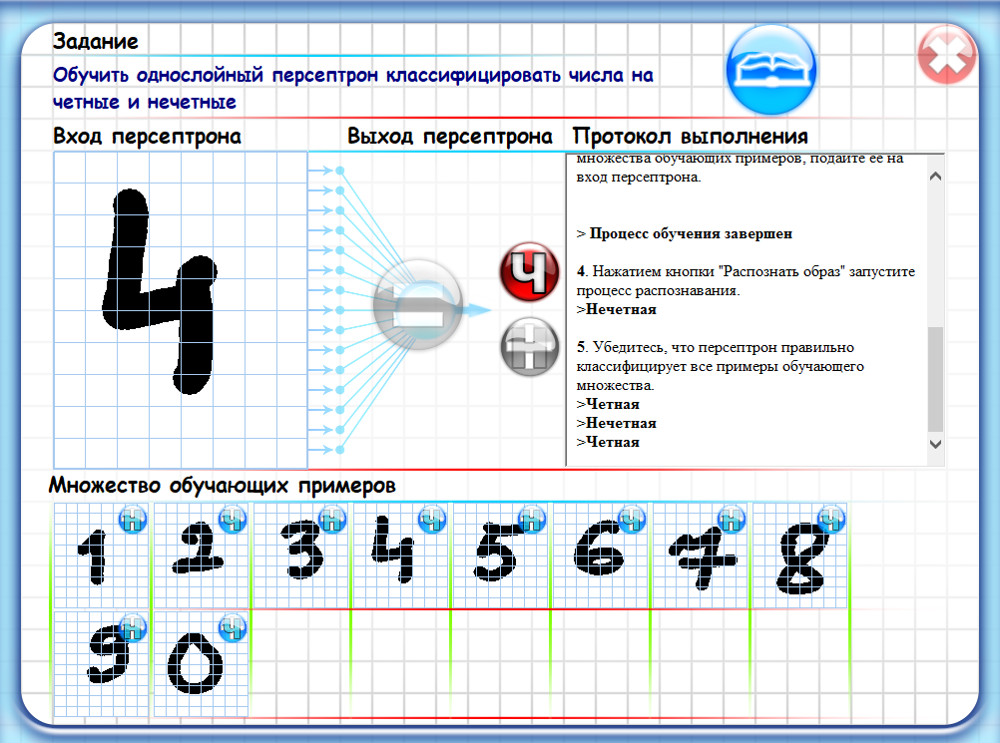 Задание
Обучить однослойный персептрон классифицировать числа на
четные и нечетные
Вход персептрона
Выход персептрона
Протокол выполнения
множества обучающих примеров, подайте ее на
вход персептрона.
> Процесс обучения завершен
4. Нажатием кнопки "Распознать образ" запустите
процесс распознавания.
>Нечетная
5. Убедитесь, что персептрон правильно
классифицирует все примеры обучающего
множества.
>Четная
>Нечетная
>Четная
4
Ч
Н
Множество обучающих примеров
Н Ч Н Ч Н Ч Н Ч
1 2 3 4 5 6 7 8
Н Ч
9 0